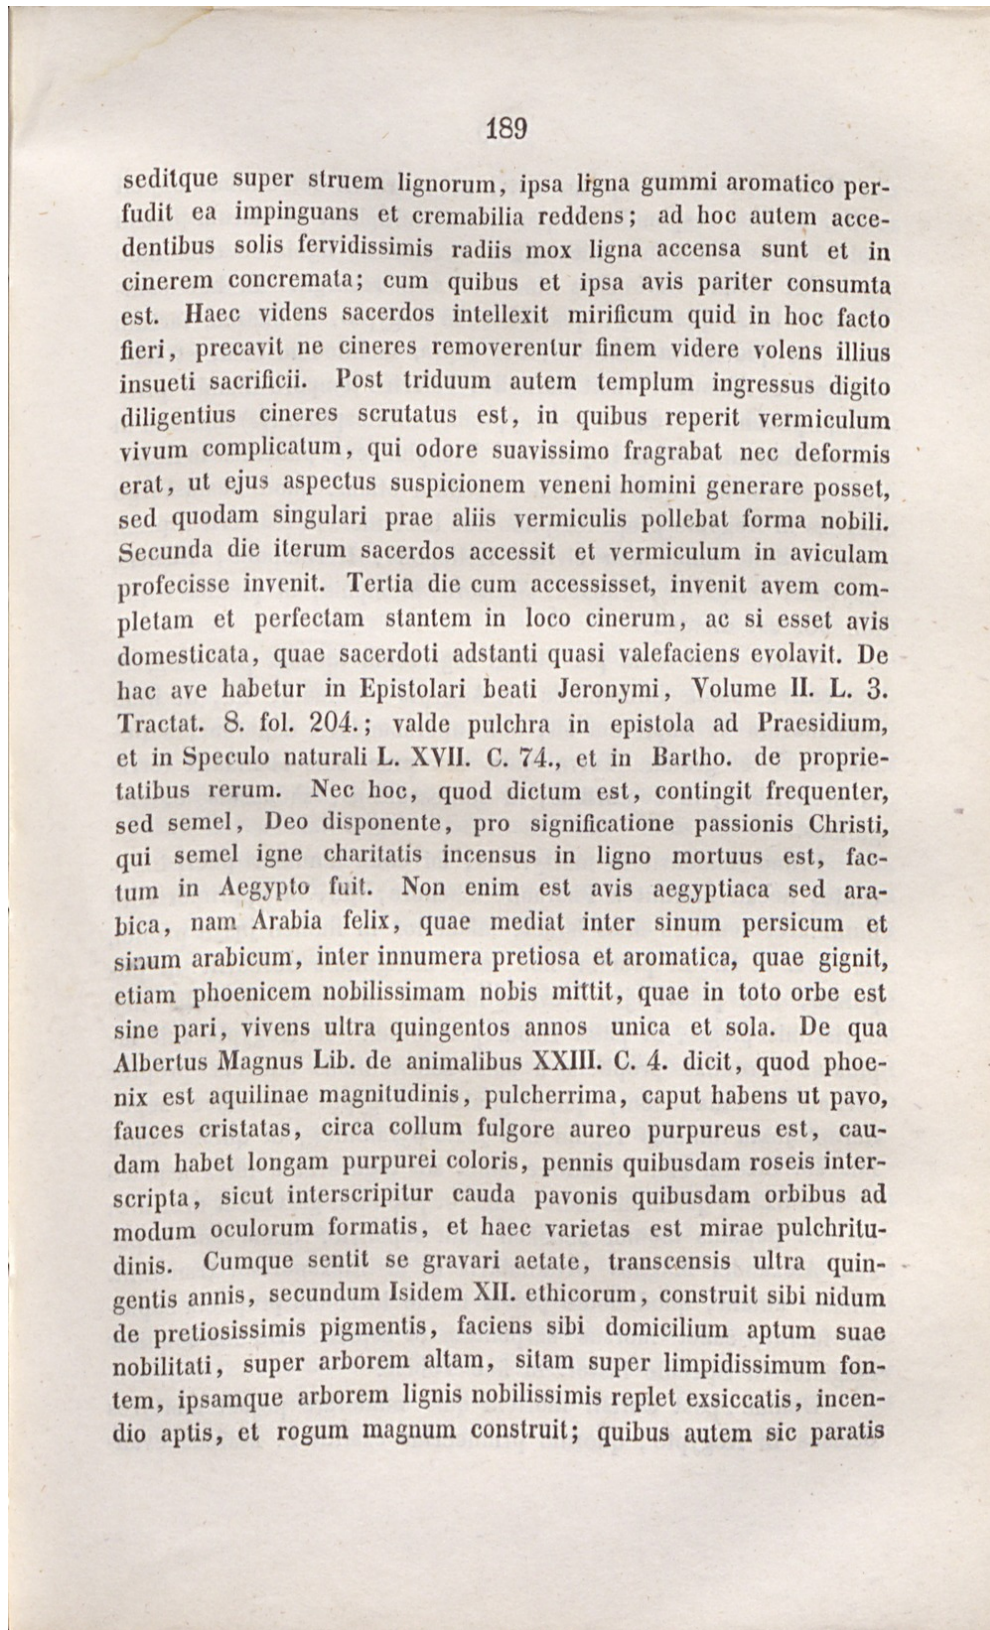 189
seditque super struem lignorum, ipsa ligna gummi aromatico per-
fudit ea impinguans et cremabilia reddens; ad hoc autem acce-
dentibus solis fervidissimis radiis mox ligna accensa sunt et in
cinerem concremata; cum quibus et ipsa avis pariter consumta
est. Haec videns sacerdos intellexit mirificum quid in hoc facto
fieri, precavit ne cineres removerentur finem videre volens illius
insueti sacrificii. Post triduum autem templum ingressus digito
diligentius cineres scrutatus est, in quibus reperit vermiculum
vivum complicatum, qui odore suavissimo fragrabat nec deformis
erat, ut ejus aspectus suspicionem veneni homini generare posset,
sed quodam singulari prae aliis vermiculis pollebat forma nobili.
Secunda die iterum sacerdos accessit et vermiculum in aviculam
profecisse invenit. Tertia die cum accessisset, invenit avem com-
pletam et perfectam stantem in loco cinerum, ac si esset avis
domesticata, quae sacerdoti adstanti quasi valefaciens evolavit. De
hac ave habetur in Epistolari beati Jeronymi, Volume II. L. 3.
Tractat. 8. fol. 204.; valde pulchra in epistola ad Praesidium,
et in Speculo naturali L. XVII. C. 74., et in Bartho. de proprie-
tatibus rerum. Nec hoc, quod dictum est, contingit frequenter,
sed semel, Deo disponente, pro significatione passionis Christi,
qui semel igne charitatis incensus in ligno mortuus est, fac-
tum in Aegypto fuit. Non enim est avis aegyptiaca sed ara-
bica, nam Arabia felix, quae mediat inter sinum persicum et
sinum arabicum, inter innumera pretiosa et aromatica, quae gignit,
etiam phoenicem nobilissimam nobis mittit, quae in toto orbe est
sine pari, vivens ultra quingentos annos unica et sola. De qua
Albertus Magnus Lib. de animalibus XXIII. C. 4. dicit, quod phoe-
nix est aquilinae magnitudinis, pulcherrima, caput habens ut pavo,
fauces cristatas, circa collum fulgore aureo purpureus est, cau-
dam habet longam purpurei coloris, pennis quibusdam roseis inter-
scripta, sicut interscripitur cauda pavonis quibusdam orbibus ad
modum oculorum formatis, et haec varietas est mirae pulchritu-
dinis. Cumque sentit se gravari aetate, transcensis ultra quin-
gentis annis, secundum Isidem XII. ethicorum, construit sibi nidum
de pretiosissimis pigmentis, faciens sibi domicilium aptum suae
nobilitati, super arborem altam, sitam super limpidissimum fon-
tem, ipsamque arborem lignis nobilissimis replet exsiccatis, incen-
dio aptis, et rogum magnum construit; quibus autem sic paratis